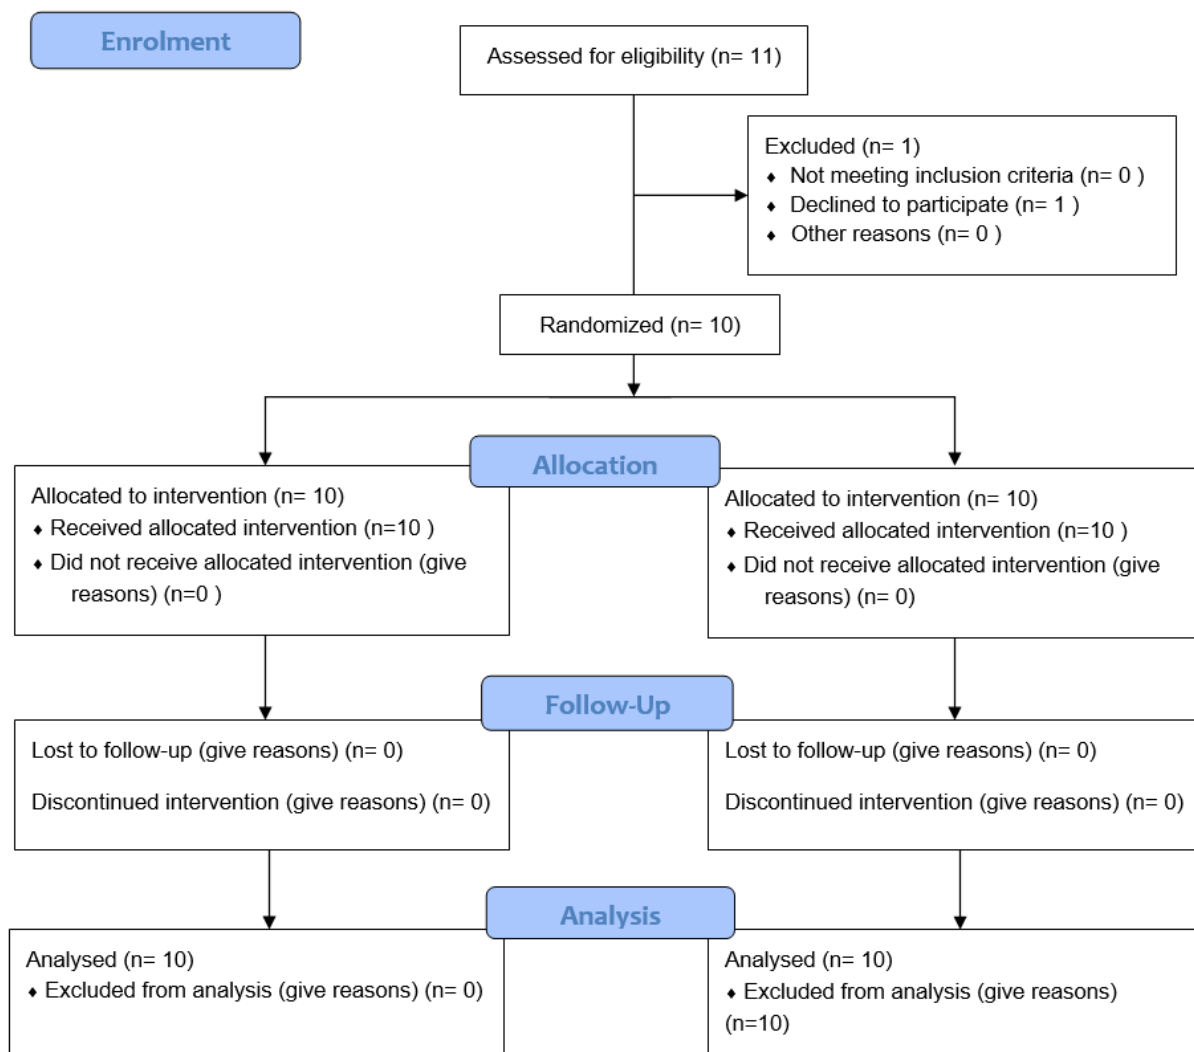 Enrolment
Assessed for eligibility (n= 11)
Excluded (n= 1)
♦ Not meeting inclusion criteria (n= 0 )
♦ Declined to participate (n= 1 )
♦ Other reasons (n= 0 )
Randomized (n= 10)
Allocation
Allocated to intervention (n= 10)
♦ Received allocated intervention (n=10 )
♦ Did not receive allocated intervention (give
reasons) (n=0 )
Allocated to intervention (n= 10)
♦ Received allocated intervention (n=10 )
♦ Did not receive allocated intervention (give
reasons) (n= 0)
Follow-Up
Lost to follow-up (give reasons) (n= 0)
Discontinued intervention (give reasons) (n= 0)
Lost to follow-up (give reasons) (n= 0)
Discontinued intervention (give reasons) (n= 0)
Analysis
Analysed (n= 10)
♦ Excluded from analysis (give reasons) (n= 0)
Analysed (n= 10)
♦ Excluded from analysis (give reasons)
(n=10)